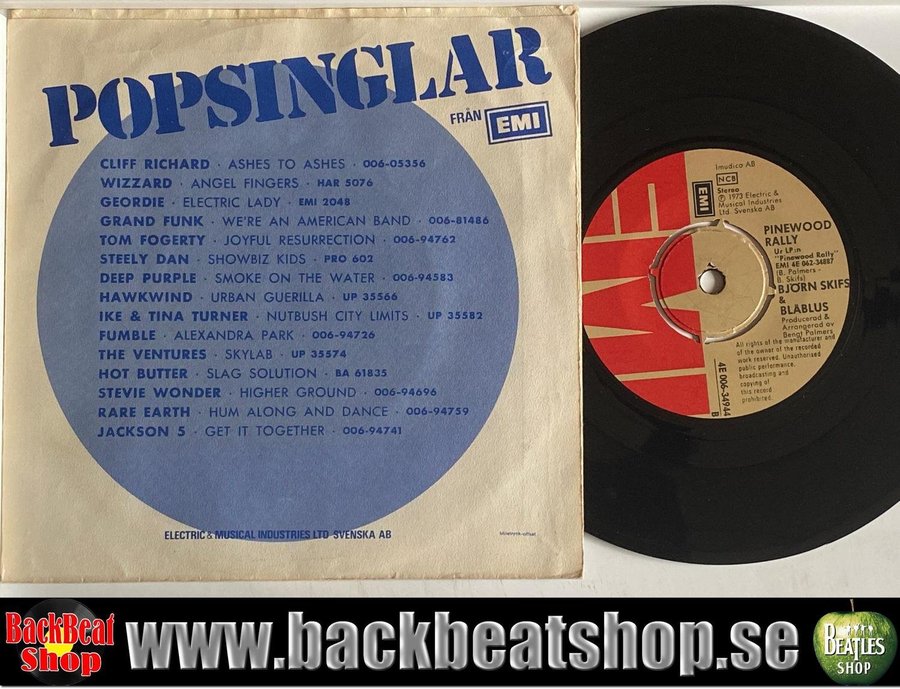 POPSINGLAR
FRÅN EMI
CLIFF RICHARD · ASHES TO ASHES · 006-05356
WIZZARD · ANGEL FINGERS · HAR 5076
GEORDIE · ELECTRIC LADY · EMI 2048
GRAND FUNK · WE'RE AN AMERICAN BAND · 006-81486
TOM FOGERTY · JOYFUL RESURRECTION · 006-94762
STEELY DAN · SHOWBIZ KIDS · PRO 602
DEEP PURPLE · SMOKE ON THE WATER · 006-94583
HAWKWIND · URBAN GUERILLA · UP 35566
IKE & TINA TURNER · NUTBUSH CITY LIMITS · UP 35582
FUMBLE · ALEXANDRA PARK · 006-94726
THE VENTURES · SKYLAB · UP 35574
HOT BUTTER · SLAG SOLUTION · BA 61835
STEVIE WONDER · HIGHER GROUND · 006-94696
RARE EARTH · HUM ALONG AND DANCE · 006-94759
JACKSON 5 · GET IT TOGETHER · 006-94741
ELECTRIC & MUSICAL INDUSTRIES LTD SVENSKA AB
EMI
EMI
Imudico AB
NCB
Stereo
℗ 1973 Electric &
Musical Industries
Ltd. Svenska AB
PINEWOOD
RALLY
Ur LP:n
"Pinewood Rally"
EMI 4E 062-34887
(B. Palmers -
B. Skifs)
BJÖRN SKIFS
&
BLÅBLUS
Producerad &
Arrangerad av
Bengt Palmers
All rights of the manufacturer and
of the owner of the recorded
work reserved. Unauthorised
public performance,
broadcasting and
copying of
this record
prohibited.
4E 006-34944
B
BackBeat
Shop
www.backbeatshop.se
BEATLES
SHOP